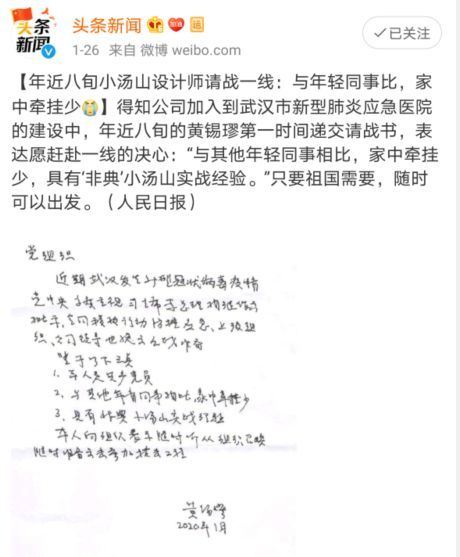 头条
新闻
头条新闻
1-26 来自 微博 weibo.com
已关注
【年近八旬小汤山设计师请战一线：与年轻同事比，家
中牵挂少😭】得知公司加入到武汉市新型肺炎应急医院
的建设中，年近八旬的黄锡璆第一时间递交请战书，表
达愿赶赴一线的决心：“与其他年轻同事相比，家中牵挂
少，具有‘非典’小汤山实战经验。”只要祖国需要，随时
可以出发。（人民日报）
党组织
近期武汉发生新型冠状病毒疫情
党中央
鉴于以下三点
1. 本人是共产党员
2. 与其他年青同事相比，家中牵挂少
3. 具有非典小汤山实战经验
本人向组织表示随时听从组织召唤
随时准备出击参加抗击工程
黄锡璆
2020年1月